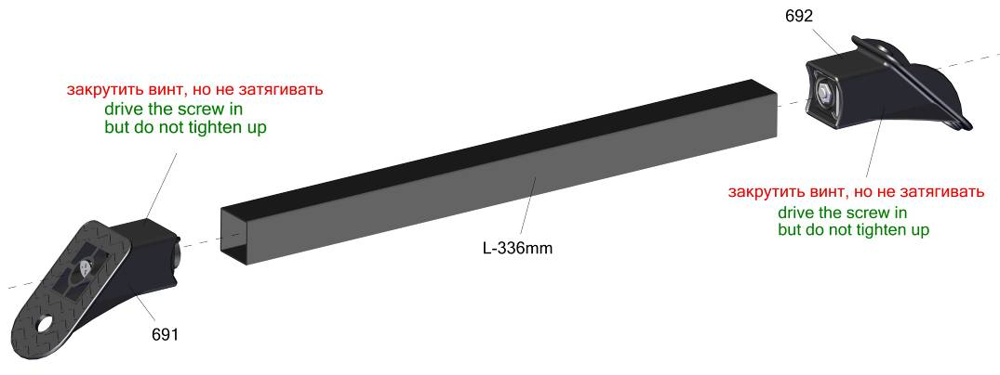 692
закрутить винт, но не затягивать
drive the screw in
but do not tighten up
закрутить винт, но не затягивать
drive the screw in
but do not tighten up
L-336mm
691